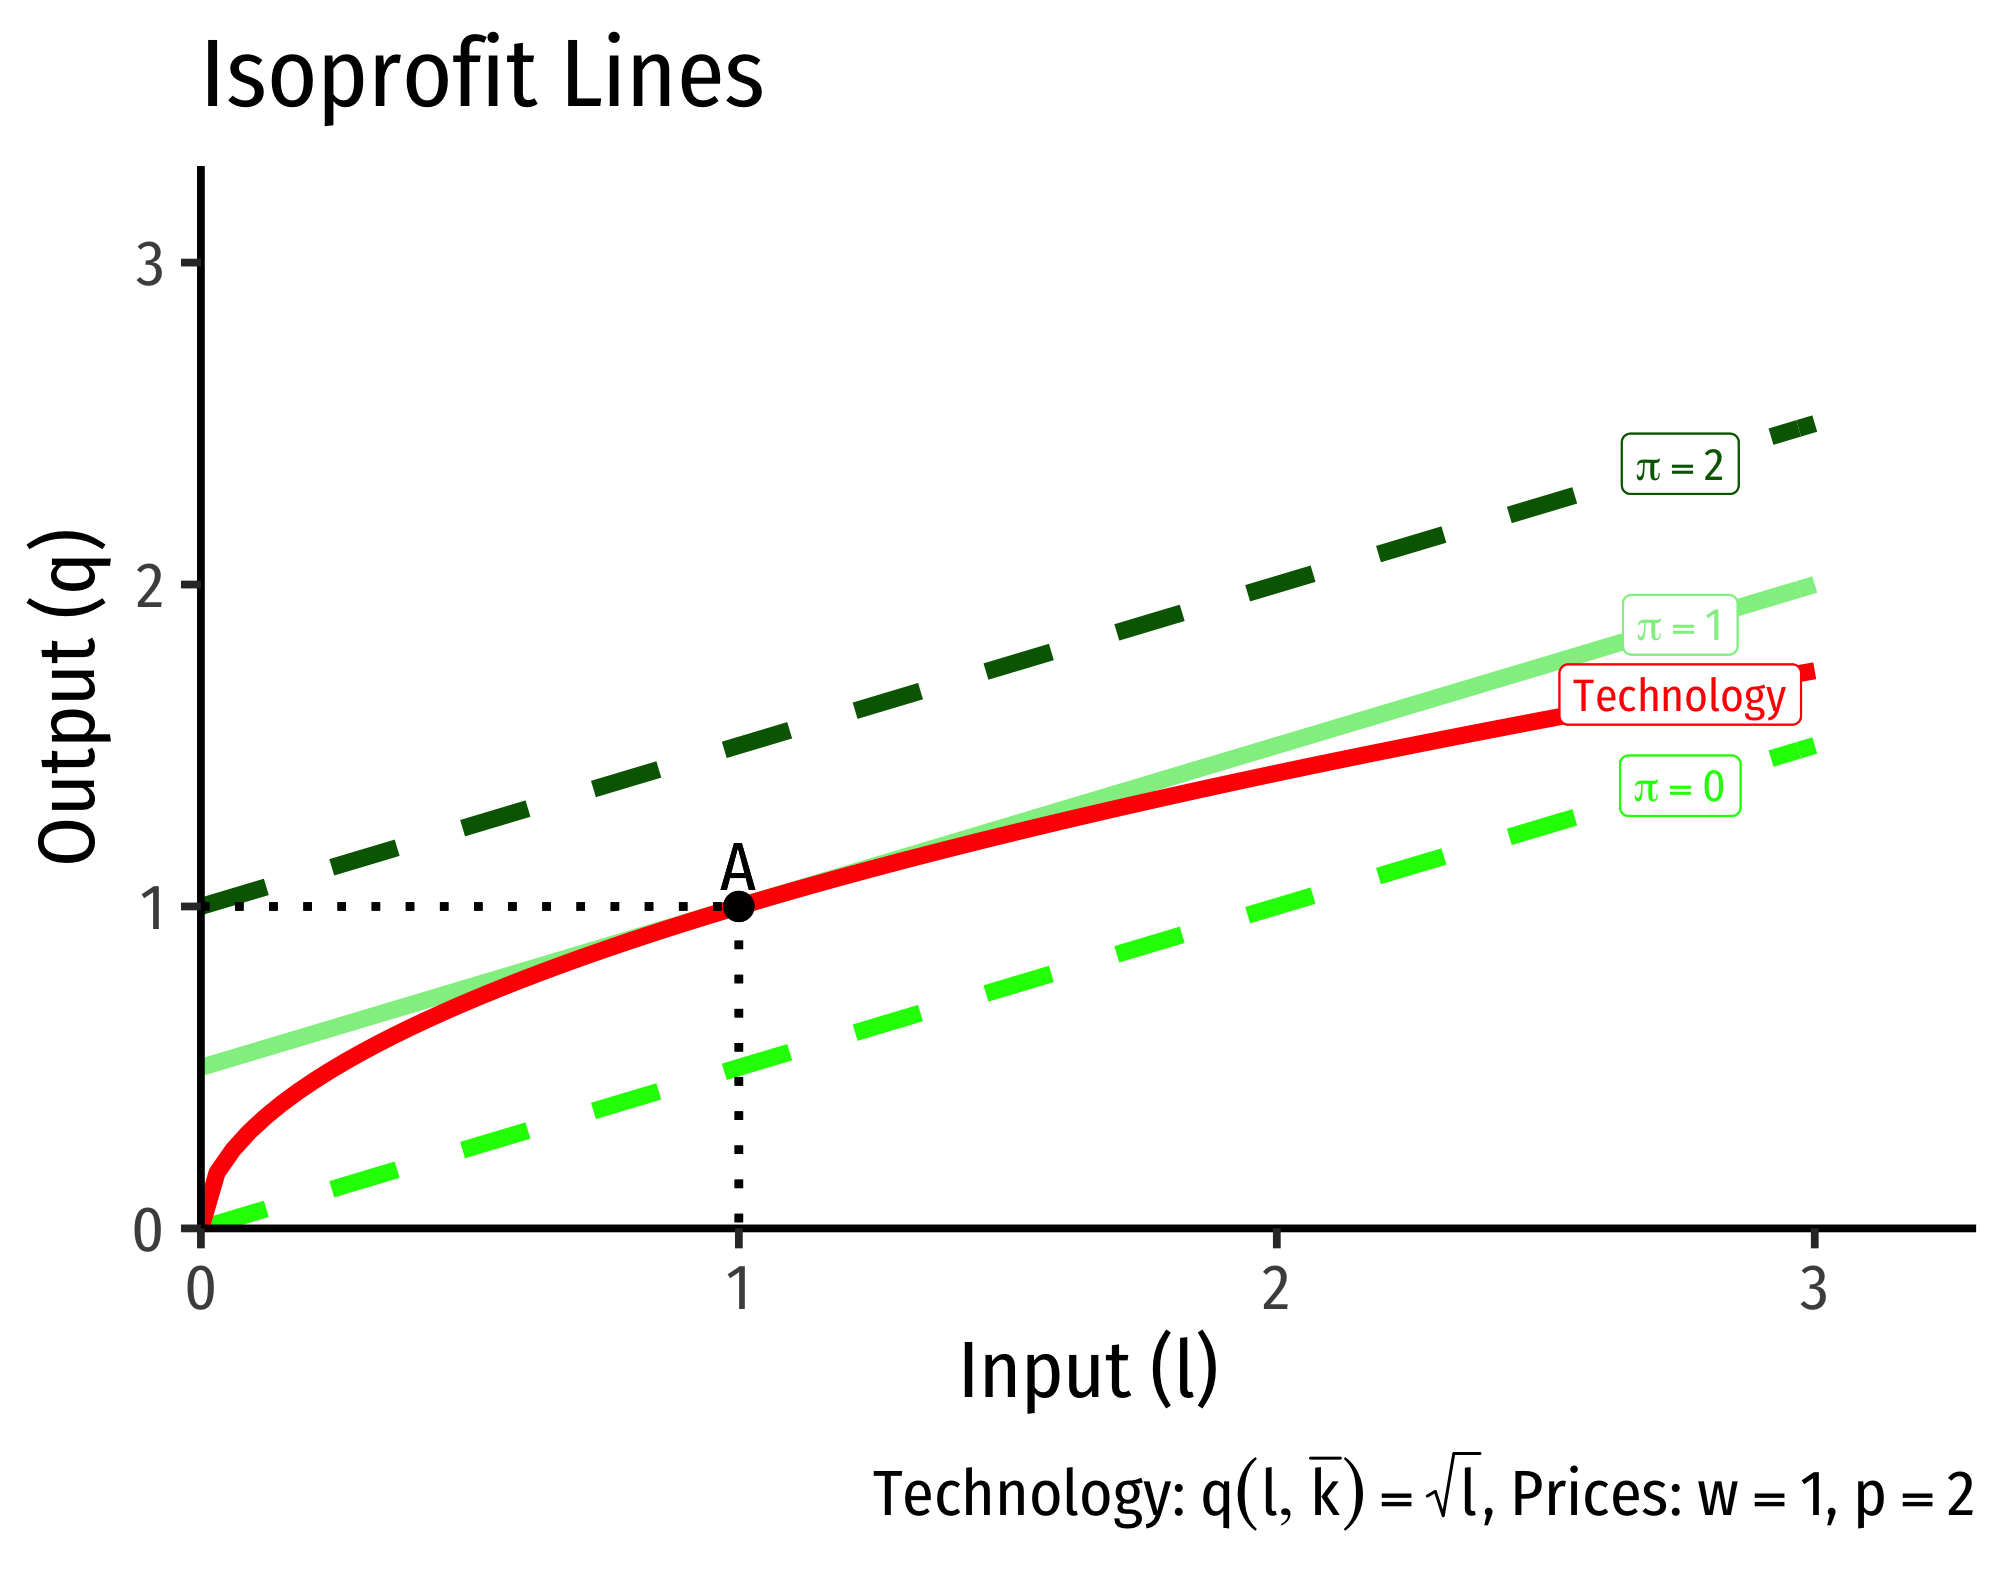 Isoprofit Lines
3
2
1
0
Output (q)
π = 2
π = 1
Technology
π = 0
A
0 1 2 3
Input (l)
Technology: q(l, k̅) = √l, Prices: w = 1, p = 2